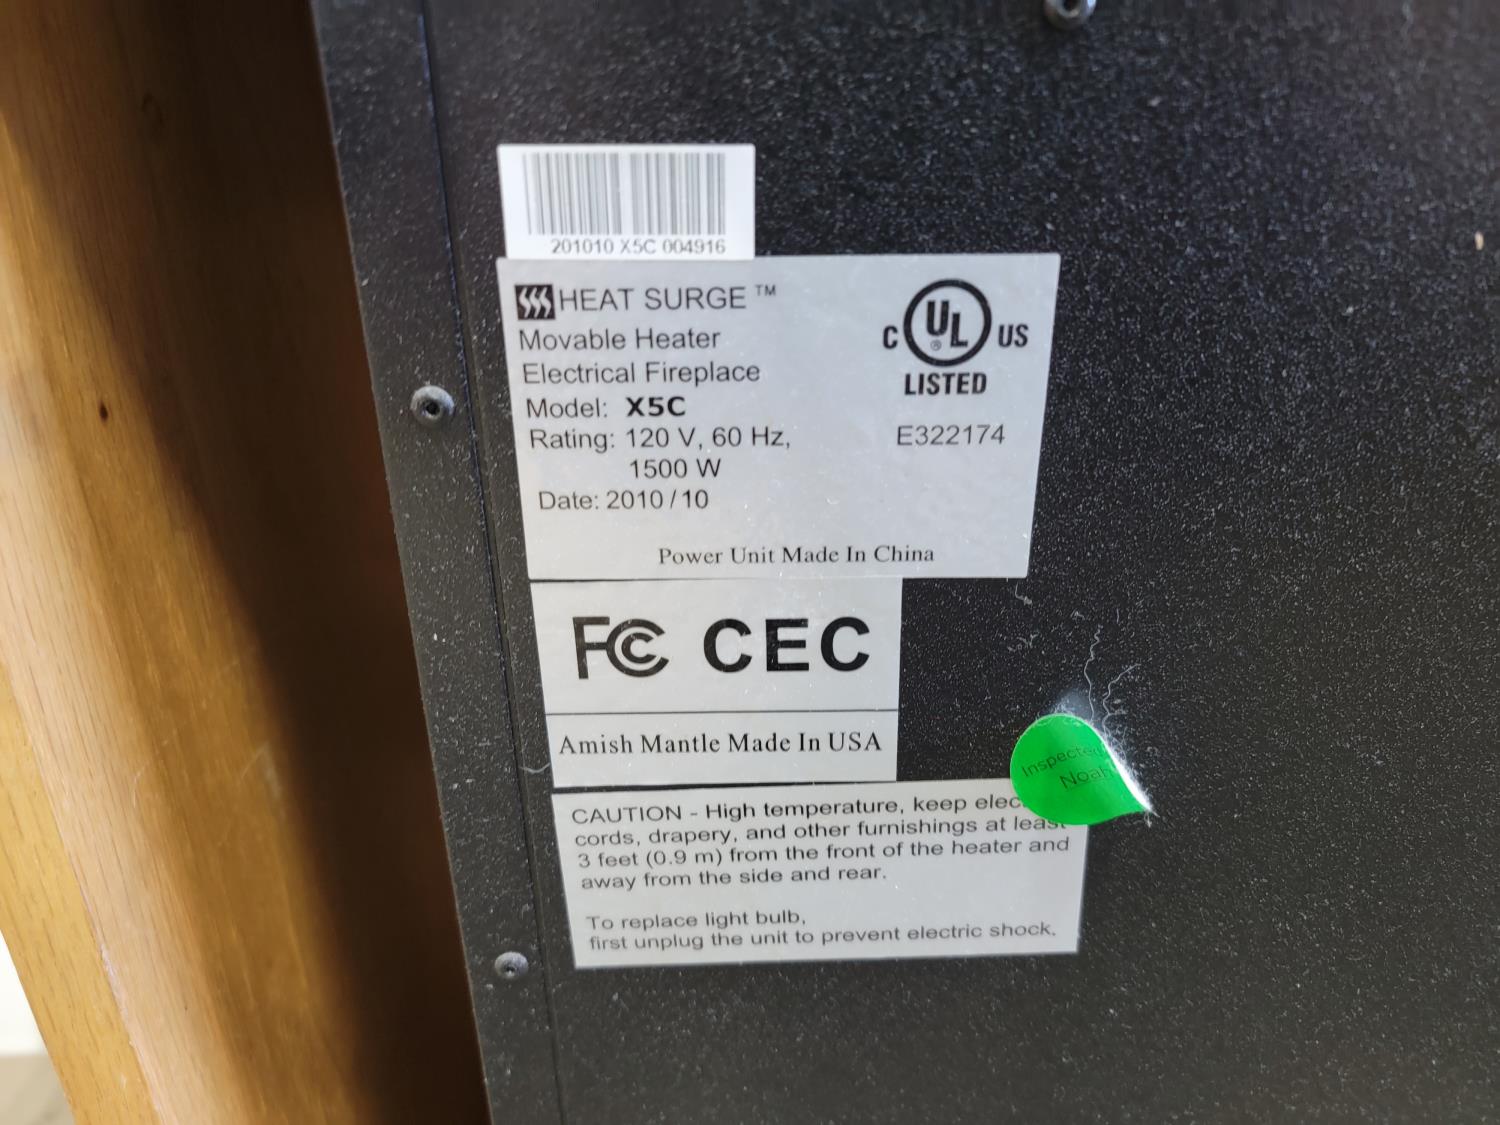 201010 X5C 004916
HEAT SURGE ™
Movable Heater
Electrical Fireplace
Model: X5C
Rating: 120 V, 60 Hz,
1500 W
Date: 2010/10
C UL ® US
LISTED
E322174
Power Unit Made In China
FC CEC
Amish Mantle Made In USA
Inspected
Noah
CAUTION - High temperature, keep elec
cords, drapery, and other furnishings at least
3 feet (0.9 m) from the front of the heater and
away from the side and rear.
To replace light bulb,
first unplug the unit to prevent electric shock.